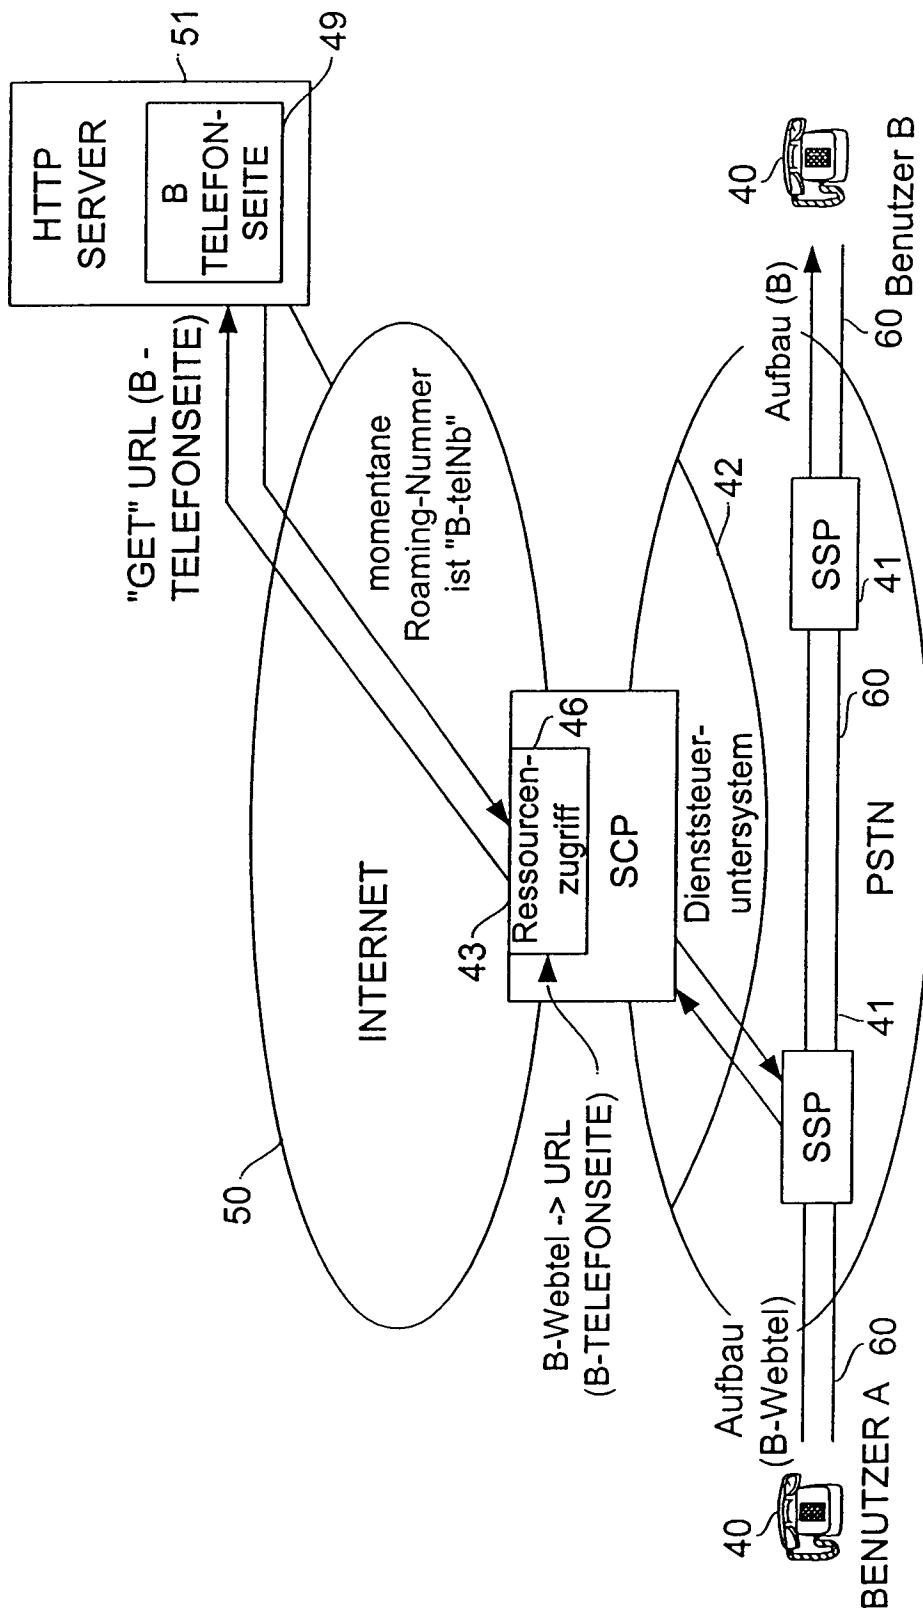 HTTP
SERVER
51
B
TELEFON-
SEITE
49
"GET" URL (B -
TELEFONSEITE)
50
INTERNET
momentane
Roaming-Nummer
ist "B-telNb"
43
Ressourcen-
zugriff
46
SCP
B-Webtel -> URL
(B-TELEFONSEITE)
Dienststeuer-
untersystem
42
Aufbau
(B-Webtel)
Aufbau (B)
40
BENUTZER A
60
SSP
41
PSTN
60
SSP
41
60
40
Benutzer B